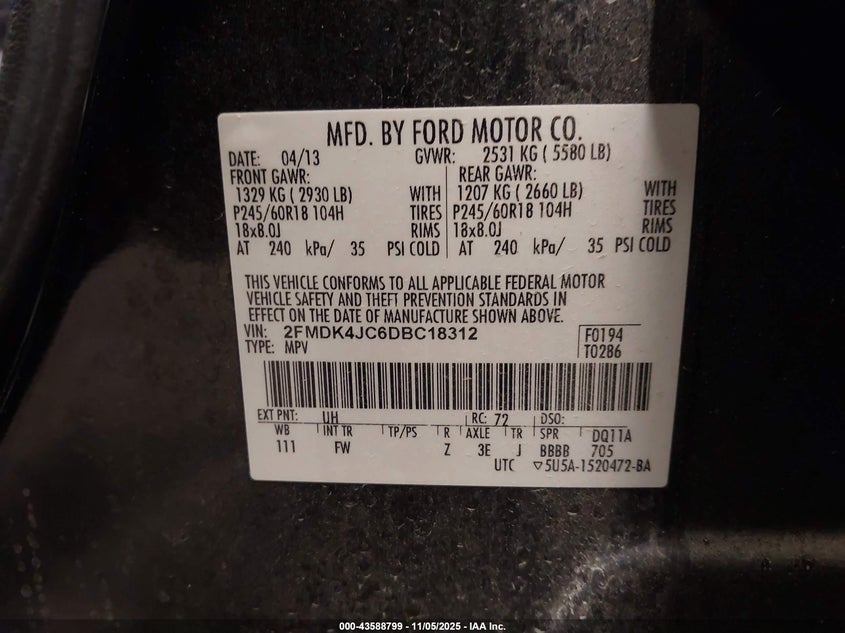 MFD. BY FORD MOTOR CO.
DATE: 04/13 GVWR: 2531 KG ( 5580 LB)
FRONT GAWR: REAR GAWR:
1329 KG ( 2930 LB) WITH 1207 KG ( 2660 LB) WITH
P245/60R18 104H TIRES P245/60R18 104H TIRES
18x8.0J RIMS 18x8.0J RIMS
AT 240 kPa/ 35 PSI COLD AT 240 kPa/ 35 PSI COLD
THIS VEHICLE CONFORMS TO ALL APPLICABLE FEDERAL MOTOR
VEHICLE SAFETY AND THEFT PREVENTION STANDARDS IN
EFFECT ON THE DATE OF MANUFACTURE SHOWN ABOVE.
VIN: 2FMDK4JC6DBC18312 F0194
TYPE: MPV T0286
EXT PNT: UH RC: 72 DSO:
WB INT TR TP/PS R AXLE TR SPR DQ11A
111 FW Z 3E J BBBB 705
UTC ▽5U5A-1520472-BA
000-43588799 - 11/05/2025 - IAA Inc.